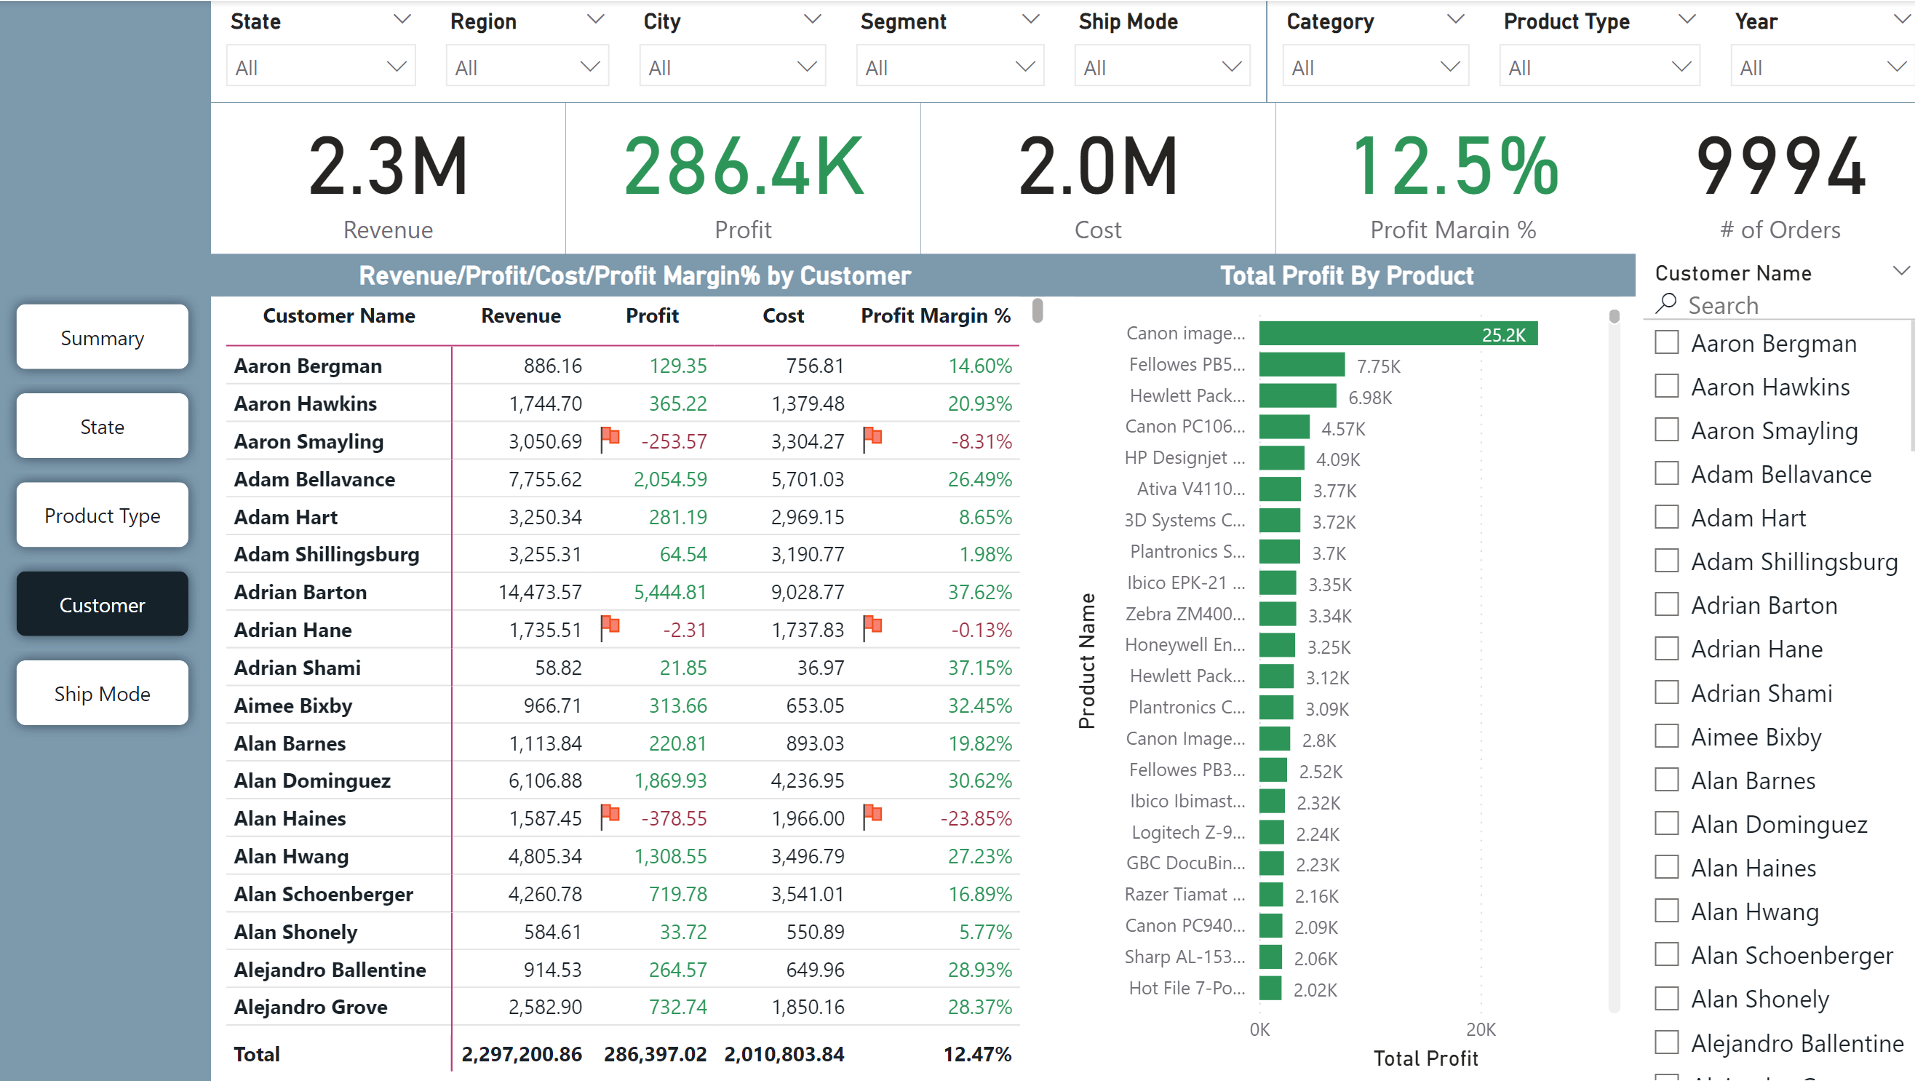 State Region City Segment Ship Mode Category Product Type Year
All All All All All All All All
2.3M 286.4K 2.0M 12.5% 9994
Revenue Profit Cost Profit Margin % # of Orders
Summary
State
Product Type
Customer
Ship Mode
Revenue/Profit/Cost/Profit Margin% by Customer
Customer Name Revenue Profit Cost Profit Margin %
Aaron Bergman 886.16 129.35 756.81 14.60%
Aaron Hawkins 1,744.70 365.22 1,379.48 20.93%
Aaron Smayling 3,050.69 -253.57 3,304.27 -8.31%
Adam Bellavance 7,755.62 2,054.59 5,701.03 26.49%
Adam Hart 3,250.34 281.19 2,969.15 8.65%
Adam Shillingsburg 3,255.31 64.54 3,190.77 1.98%
Adrian Barton 14,473.57 5,444.81 9,028.77 37.62%
Adrian Hane 1,735.51 -2.31 1,737.83 -0.13%
Adrian Shami 58.82 21.85 36.97 37.15%
Aimee Bixby 966.71 313.66 653.05 32.45%
Alan Barnes 1,113.84 220.81 893.03 19.82%
Alan Dominguez 6,106.88 1,869.93 4,236.95 30.62%
Alan Haines 1,587.45 -378.55 1,966.00 -23.85%
Alan Hwang 4,805.34 1,308.55 3,496.79 27.23%
Alan Schoenberger 4,260.78 719.78 3,541.01 16.89%
Alan Shonely 584.61 33.72 550.89 5.77%
Alejandro Ballentine 914.53 264.57 649.96 28.93%
Alejandro Grove 2,582.90 732.74 1,850.16 28.37%
Total 2,297,200.86 286,397.02 2,010,803.84 12.47%
Total Profit By Product
Product Name
Canon image... 25.2K
Fellowes PB5... 7.75K
Hewlett Pack... 6.98K
Canon PC106... 4.57K
HP Designjet ... 4.09K
Ativa V4110... 3.77K
3D Systems C... 3.72K
Plantronics S... 3.7K
Ibico EPK-21 ... 3.35K
Zebra ZM400... 3.34K
Honeywell En... 3.25K
Hewlett Pack... 3.12K
Plantronics C... 3.09K
Canon Image... 2.8K
Fellowes PB3... 2.52K
Ibico Ibimast... 2.32K
Logitech Z-9... 2.24K
GBC DocuBin... 2.23K
Razer Tiamat ... 2.16K
Canon PC940... 2.09K
Sharp AL-153... 2.06K
Hot File 7-Po... 2.02K
0K 20K
Total Profit
Customer Name
Search
Aaron Bergman
Aaron Hawkins
Aaron Smayling
Adam Bellavance
Adam Hart
Adam Shillingsburg
Adrian Barton
Adrian Hane
Adrian Shami
Aimee Bixby
Alan Barnes
Alan Dominguez
Alan Haines
Alan Hwang
Alan Schoenberger
Alan Shonely
Alejandro Ballentine